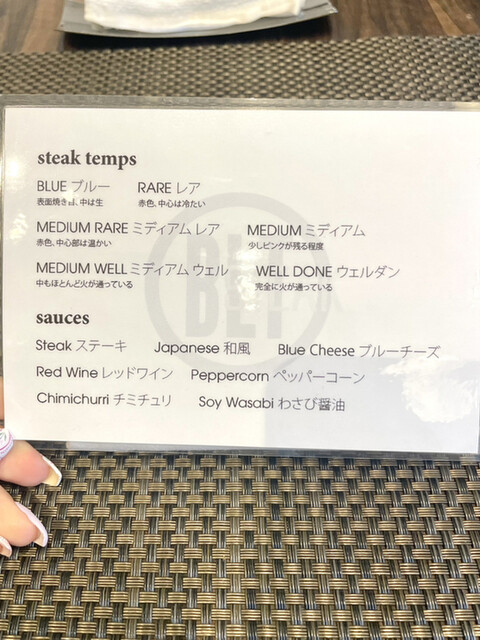 steak temps
BLUE ブルー RARE レア
表面焼き目、中は生 赤色、中心は冷たい
MEDIUM RARE ミディアム レア MEDIUM ミディアム
赤色、中心部は温かい 少しピンクが残る程度
MEDIUM WELL ミディアム ウェル WELL DONE ウェルダン
中もほとんど火が通っている 完全に火が通っている
sauces
Steak ステーキ Japanese 和風 Blue Cheese ブルーチーズ
Red Wine レッドワイン Peppercorn ペッパーコーン
Chimichurri チミチュリ Soy Wasabi わさび醤油